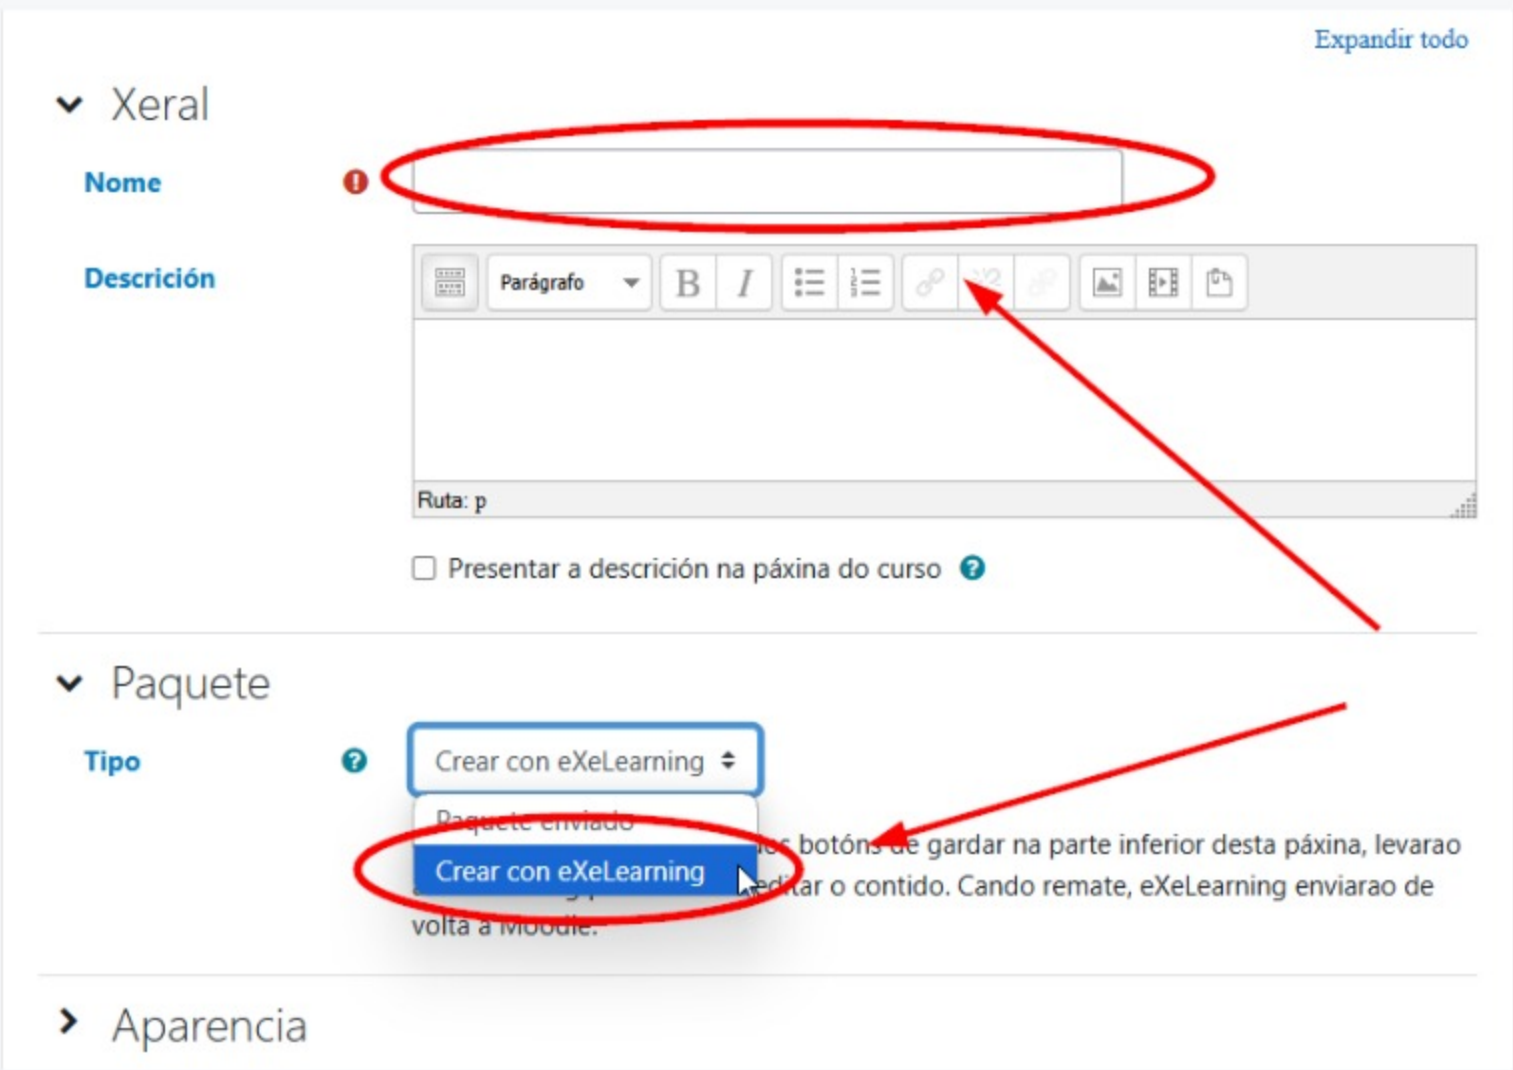 Expandir todo
Xeral
Nome
Descrición
Parágrafo
B I
Ruta: p
Presentar a descrición na páxina do curso
Paquete
Tipo
Crear con eXeLearning
Paquete enviado
botóns de gardar na parte inferior desta páxina, levarao
Crear con eXeLearning
editar o contido. Cando remate, eXeLearning enviarao de
volta a Moodle.
Aparencia